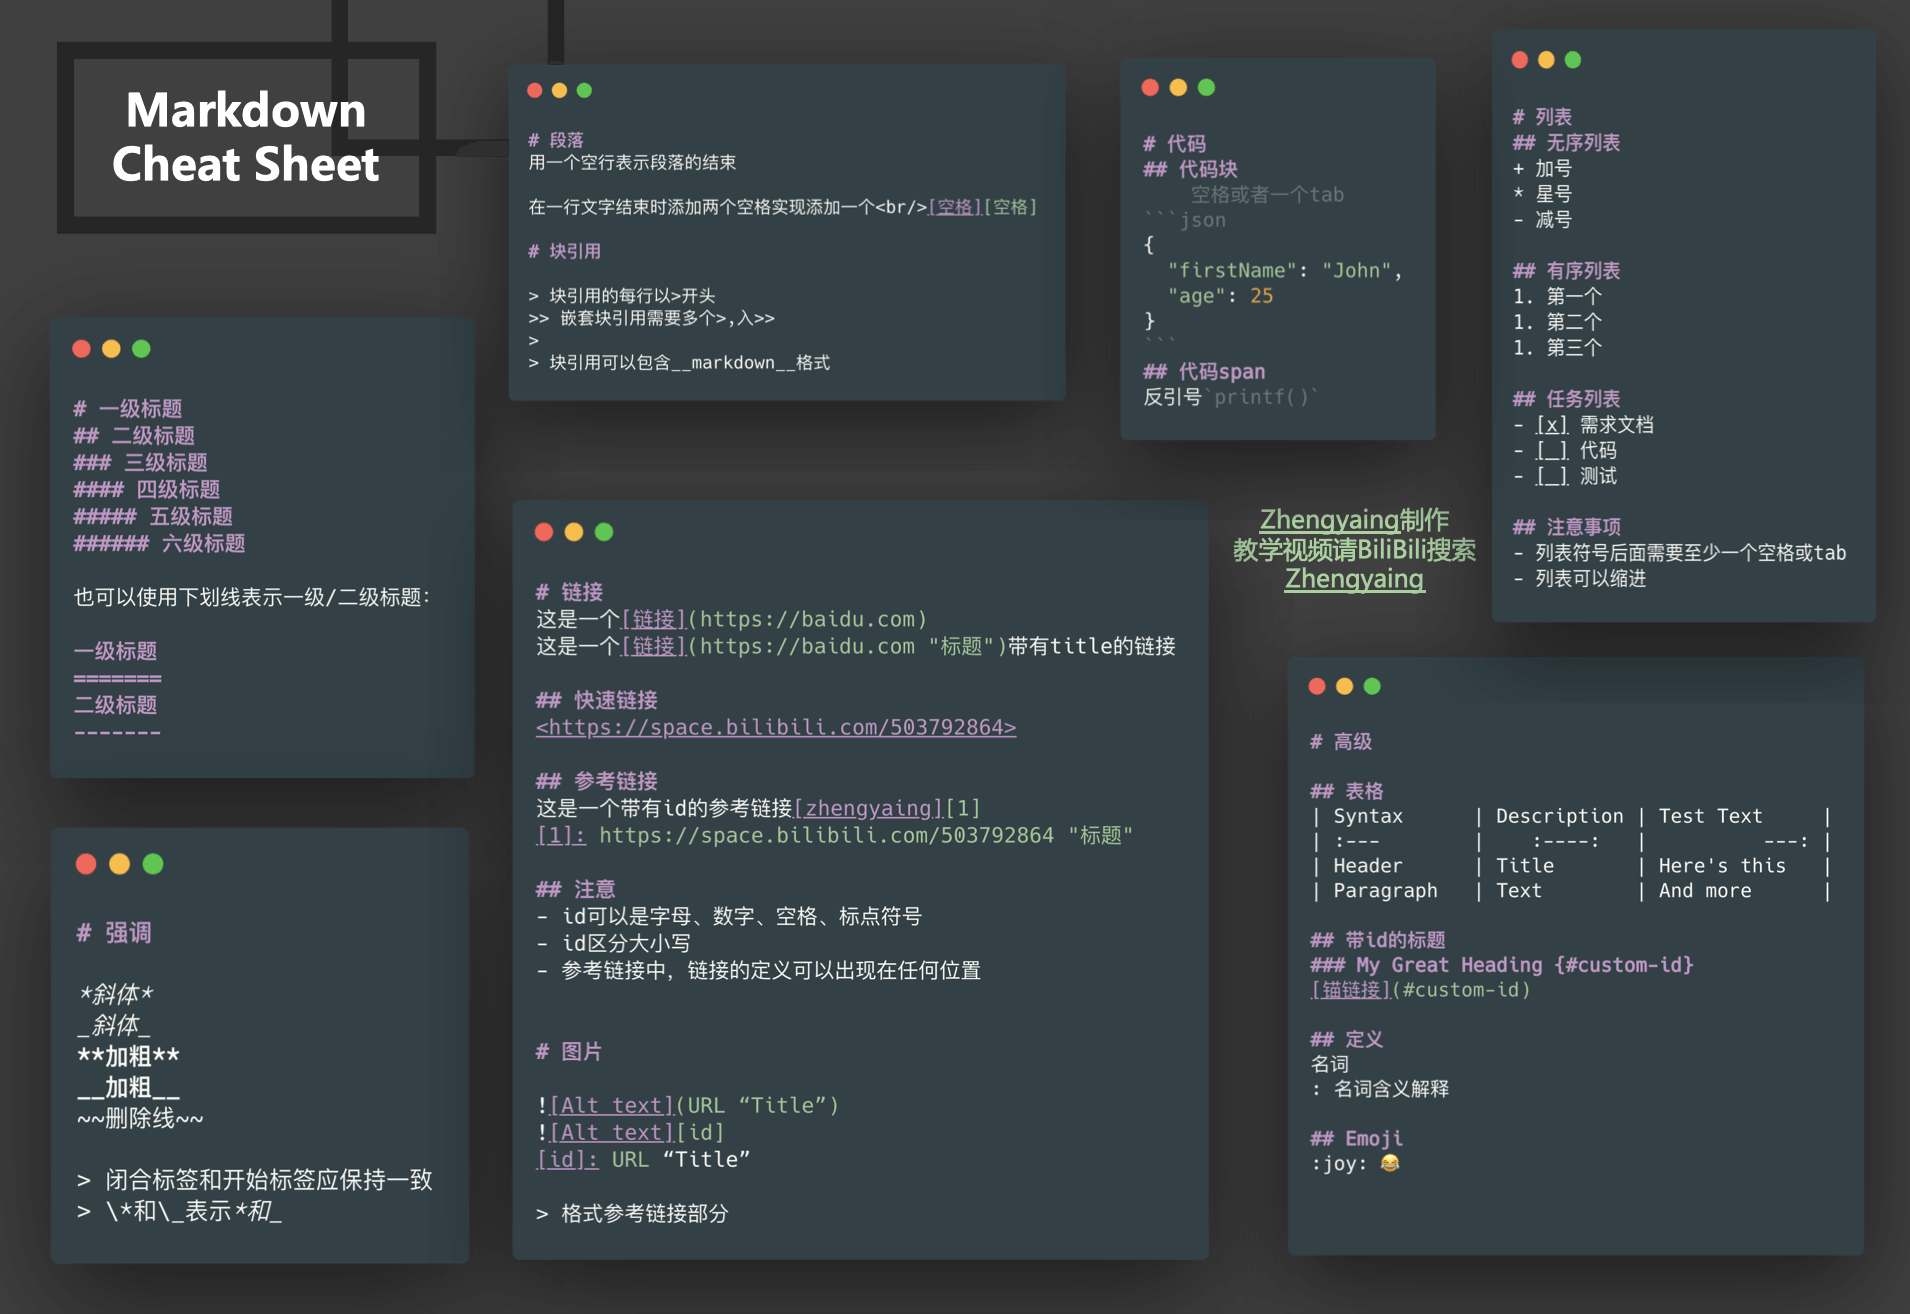 Markdown
Cheat Sheet
# 一级标题
## 二级标题
### 三级标题
#### 四级标题
##### 五级标题
###### 六级标题
也可以使用下划线表示一级/二级标题:
一级标题
=======
二级标题
-------
# 强调
*斜体*
_斜体_
**加粗**
__加粗__
~~删除线~~
> 闭合标签和开始标签应保持一致
> \*和\_表示*和_
# 段落
用一个空行表示段落的结束
在一行文字结束时添加两个空格实现添加一个<br/>[空格][空格]
# 块引用
> 块引用的每行以>开头
>> 嵌套块引用需要多个>,入>>
>
> 块引用可以包含__markdown__格式
# 链接
这是一个[链接](https://baidu.com)
这是一个[链接](https://baidu.com "标题")带有title的链接
## 快速链接
<https://space.bilibili.com/503792864>
## 参考链接
这是一个带有id的参考链接[zhengyaing][1]
[1]: https://space.bilibili.com/503792864 "标题"
## 注意
- id可以是字母、数字、空格、标点符号
- id区分大小写
- 参考链接中，链接的定义可以出现在任何位置
# 图片
![Alt text](URL “Title”)
![Alt text][id]
[id]: URL “Title”
> 格式参考链接部分
# 代码
## 代码块
空格或者一个tab
```json
{
"firstName": "John",
"age": 25
}
```
## 代码span
反引号`printf()`
Zhengyaing制作
教学视频请BiliBili搜索
Zhengyaing
# 列表
## 无序列表
+ 加号
* 星号
- 减号
## 有序列表
1. 第一个
1. 第二个
1. 第三个
## 任务列表
- [x] 需求文档
- [ ] 代码
- [ ] 测试
## 注意事项
- 列表符号后面需要至少一个空格或tab
- 列表可以缩进
# 高级
## 表格
| Syntax | Description | Test Text |
| :--- | :----: | ---: |
| Header | Title | Here's this |
| Paragraph | Text | And more |
## 带id的标题
### My Great Heading {#custom-id}
[锚链接](#custom-id)
## 定义
名词
: 名词含义解释
## Emoji
:joy: 😂